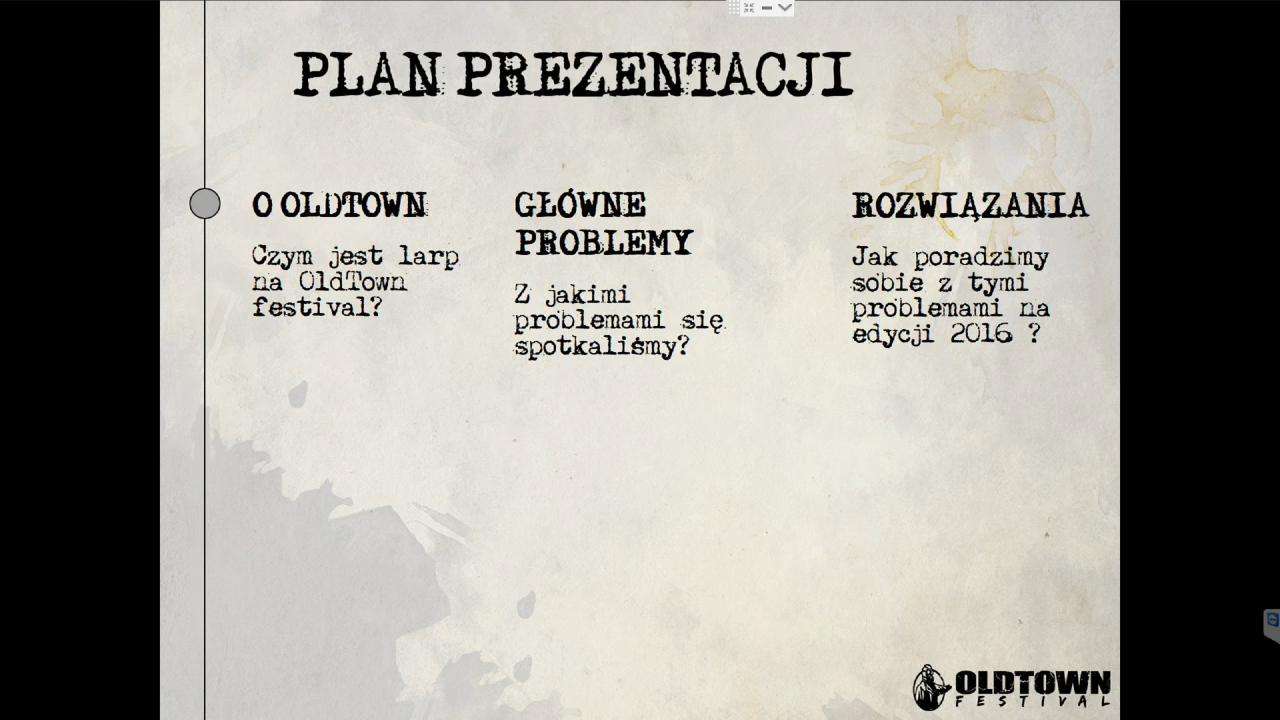 PLAN PREZENTACJI
O OLDTOWN
Czym jest larp
na OldTown
festival?
GŁÓWNE
PROBLEMY
Z jakimi
problemami się
spotkaliśmy?
ROZWIĄZANIA
Jak poradzimy
sobie z tymi
problemami na
edycji 2016 ?
OLDTOWN
FESTIVAL